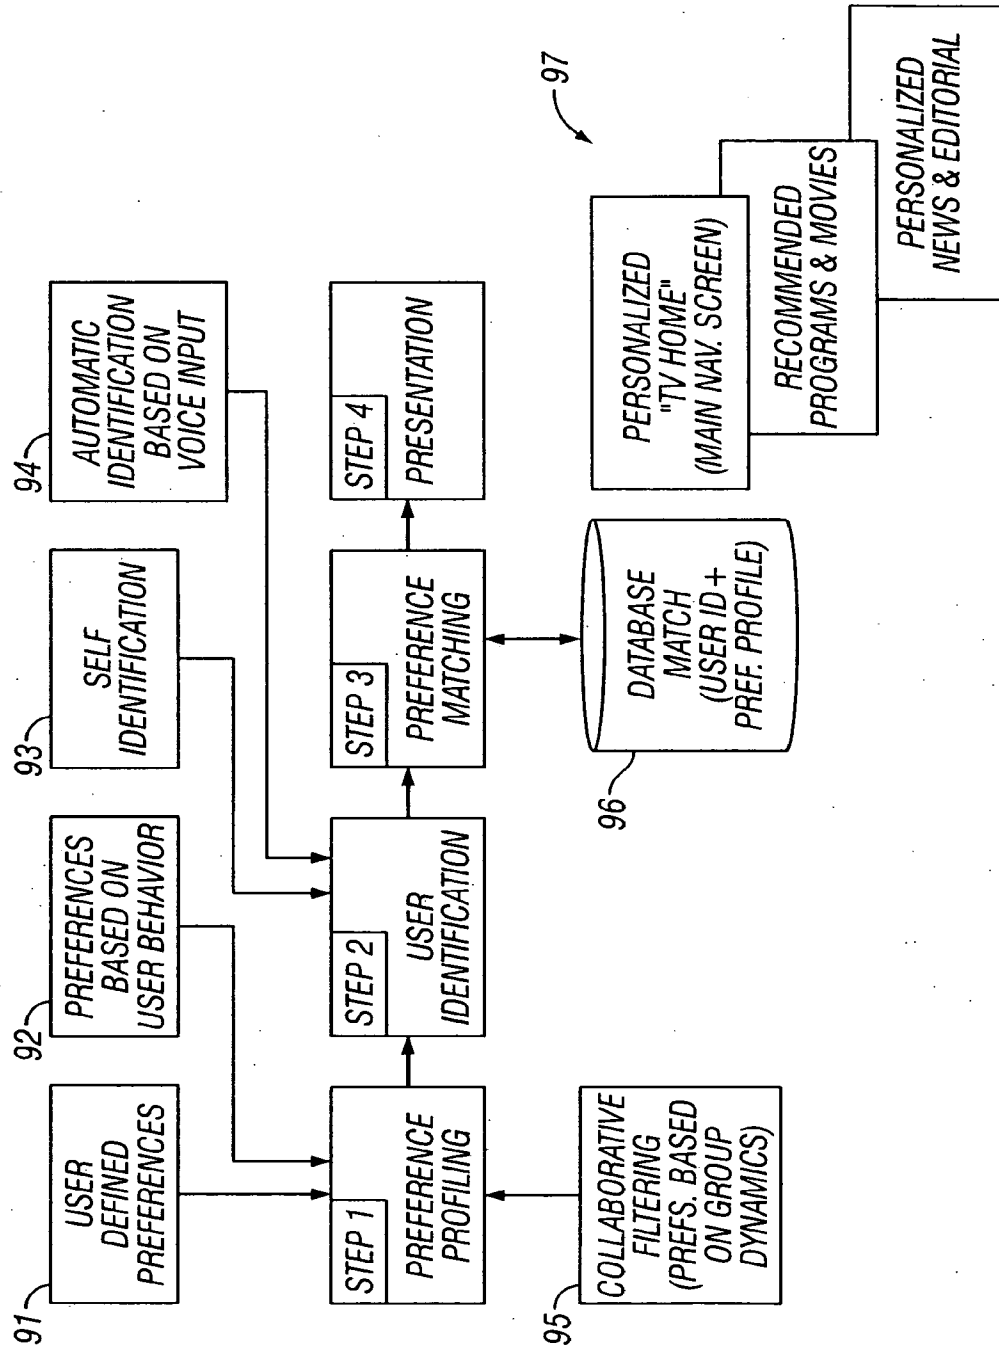 91
USER
DEFINED
PREFERENCES
92
PREFERENCES
BASED ON
USER BEHAVIOR
93
SELF
IDENTIFICATION
94
AUTOMATIC
IDENTIFICATION
BASED ON
VOICE INPUT
STEP 1
PREFERENCE
PROFILING
STEP 2
USER
IDENTIFICATION
STEP 3
PREFERENCE
MATCHING
STEP 4
PRESENTATION
95
COLLABORATIVE
FILTERING
(PREFS. BASED
ON GROUP
DYNAMICS)
96
DATABASE
MATCH
(USER ID +
PREF. PROFILE)
97
PERSONALIZED
"TV HOME"
(MAIN NAV. SCREEN)
RECOMMENDED
PROGRAMS & MOVIES
PERSONALIZED
NEWS & EDITORIAL